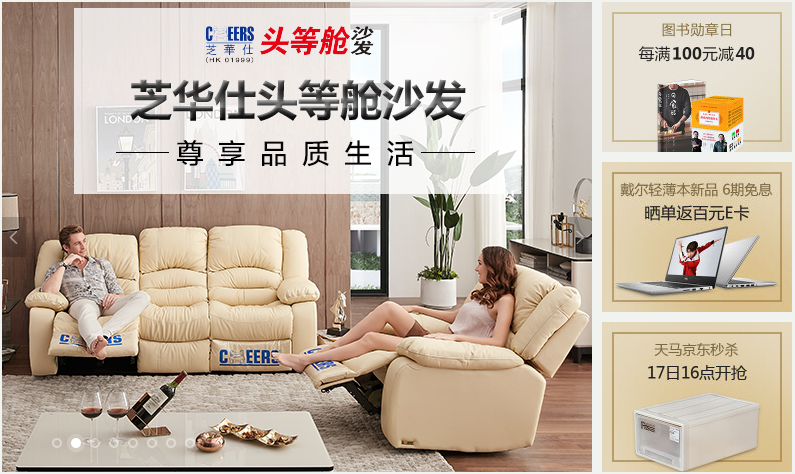 CHEERS
芝華仕
(HK 01999)
头等舱沙发
芝华仕头等舱沙发
尊享品质生活
LONDON
CHEERS
CHEERS
图书勋章日
每满100元减40
戴尔轻薄本新品 6期免息
晒单返百元E卡
天马京东秒杀
17日16点开抢